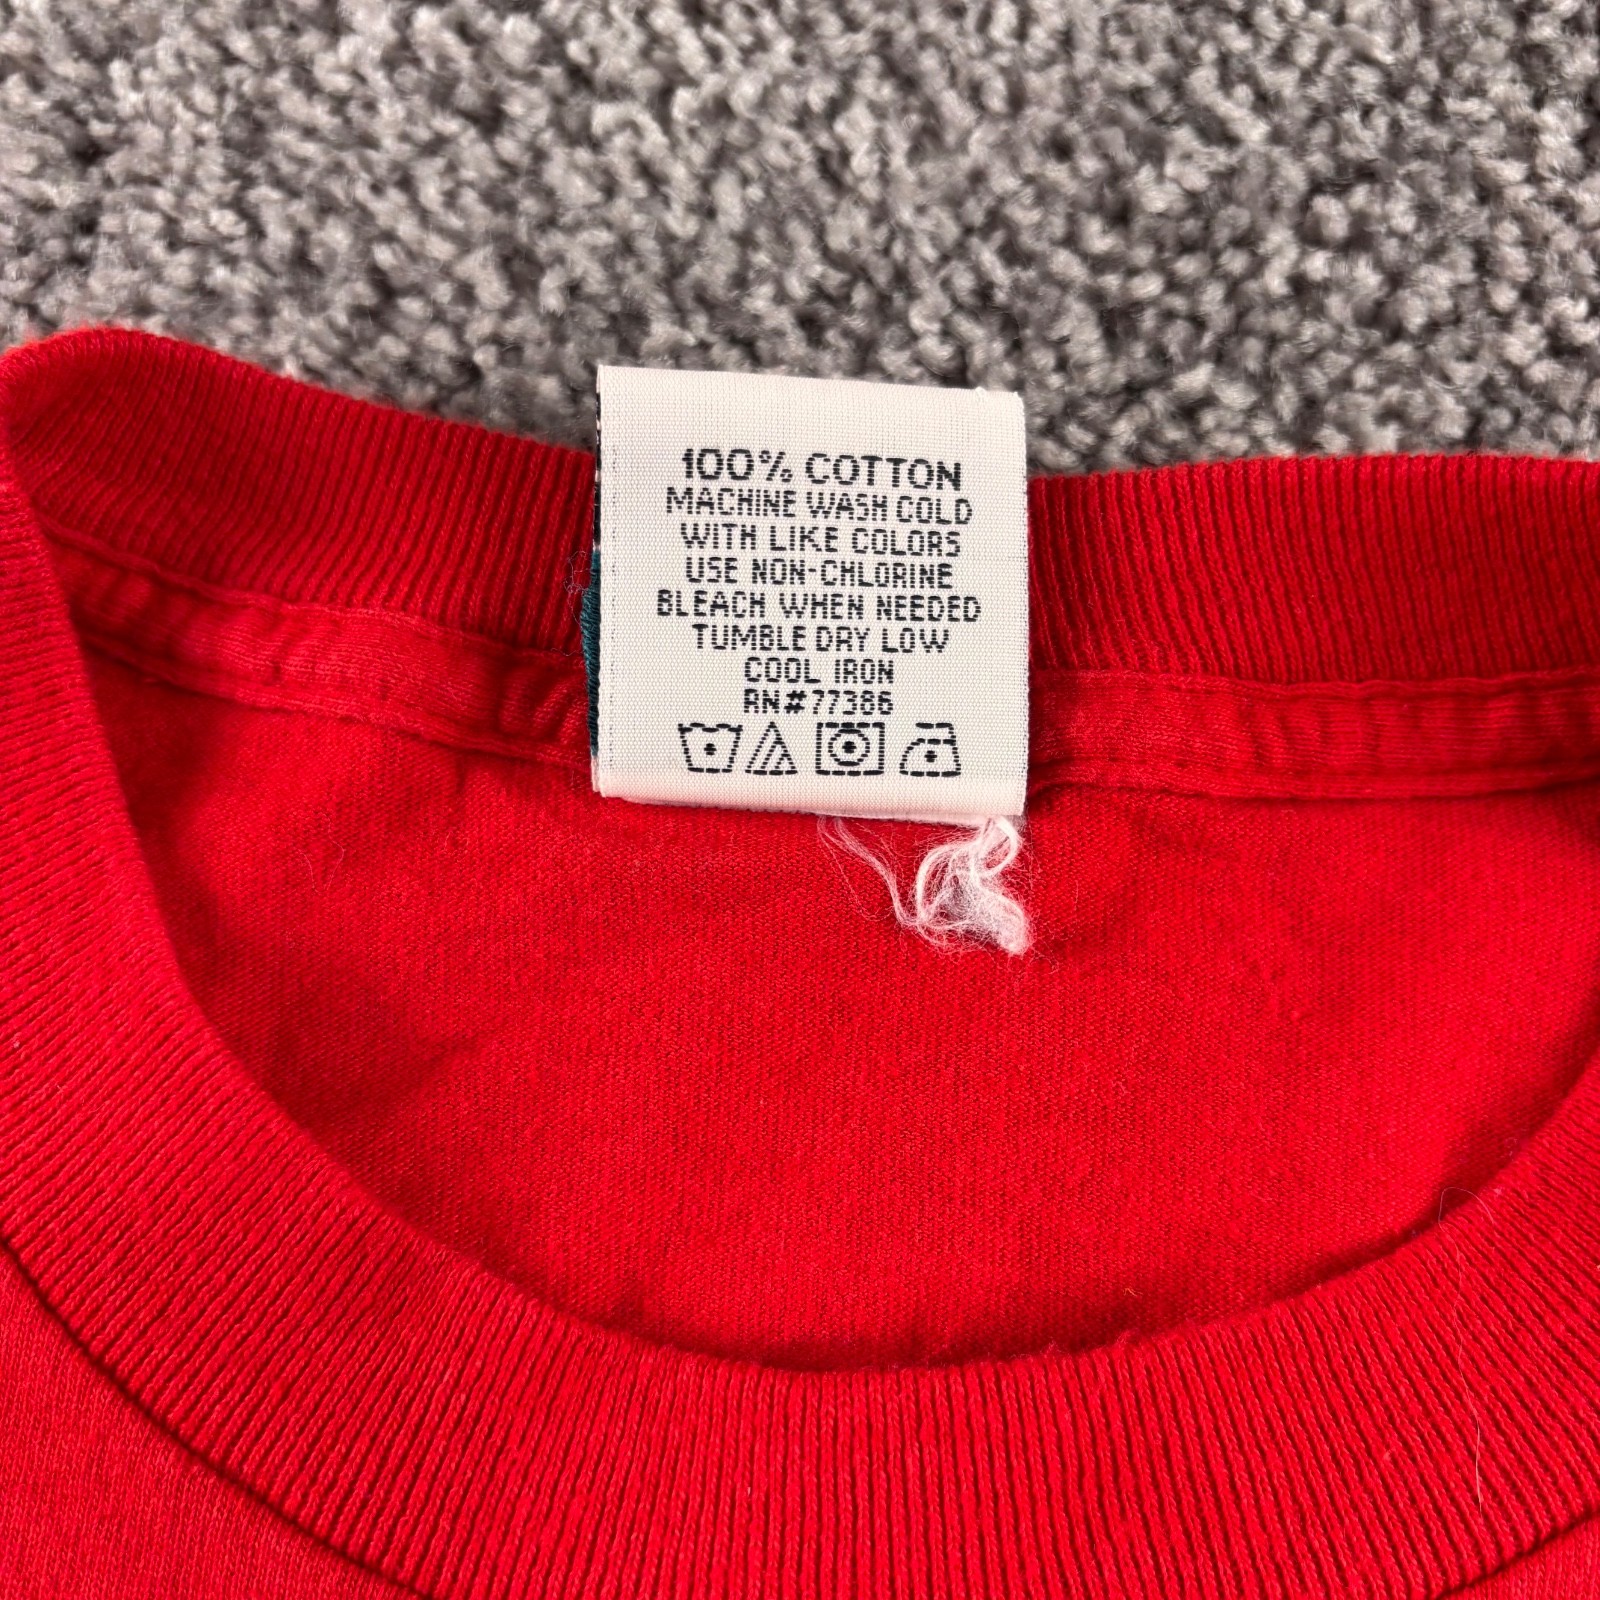 100% COTTON
MACHINE WASH COLD
WITH LIKE COLORS
USE NON-CHLORINE
BLEACH WHEN NEEDED
TUMBLE DRY LOW
COOL IRON
RN#77386